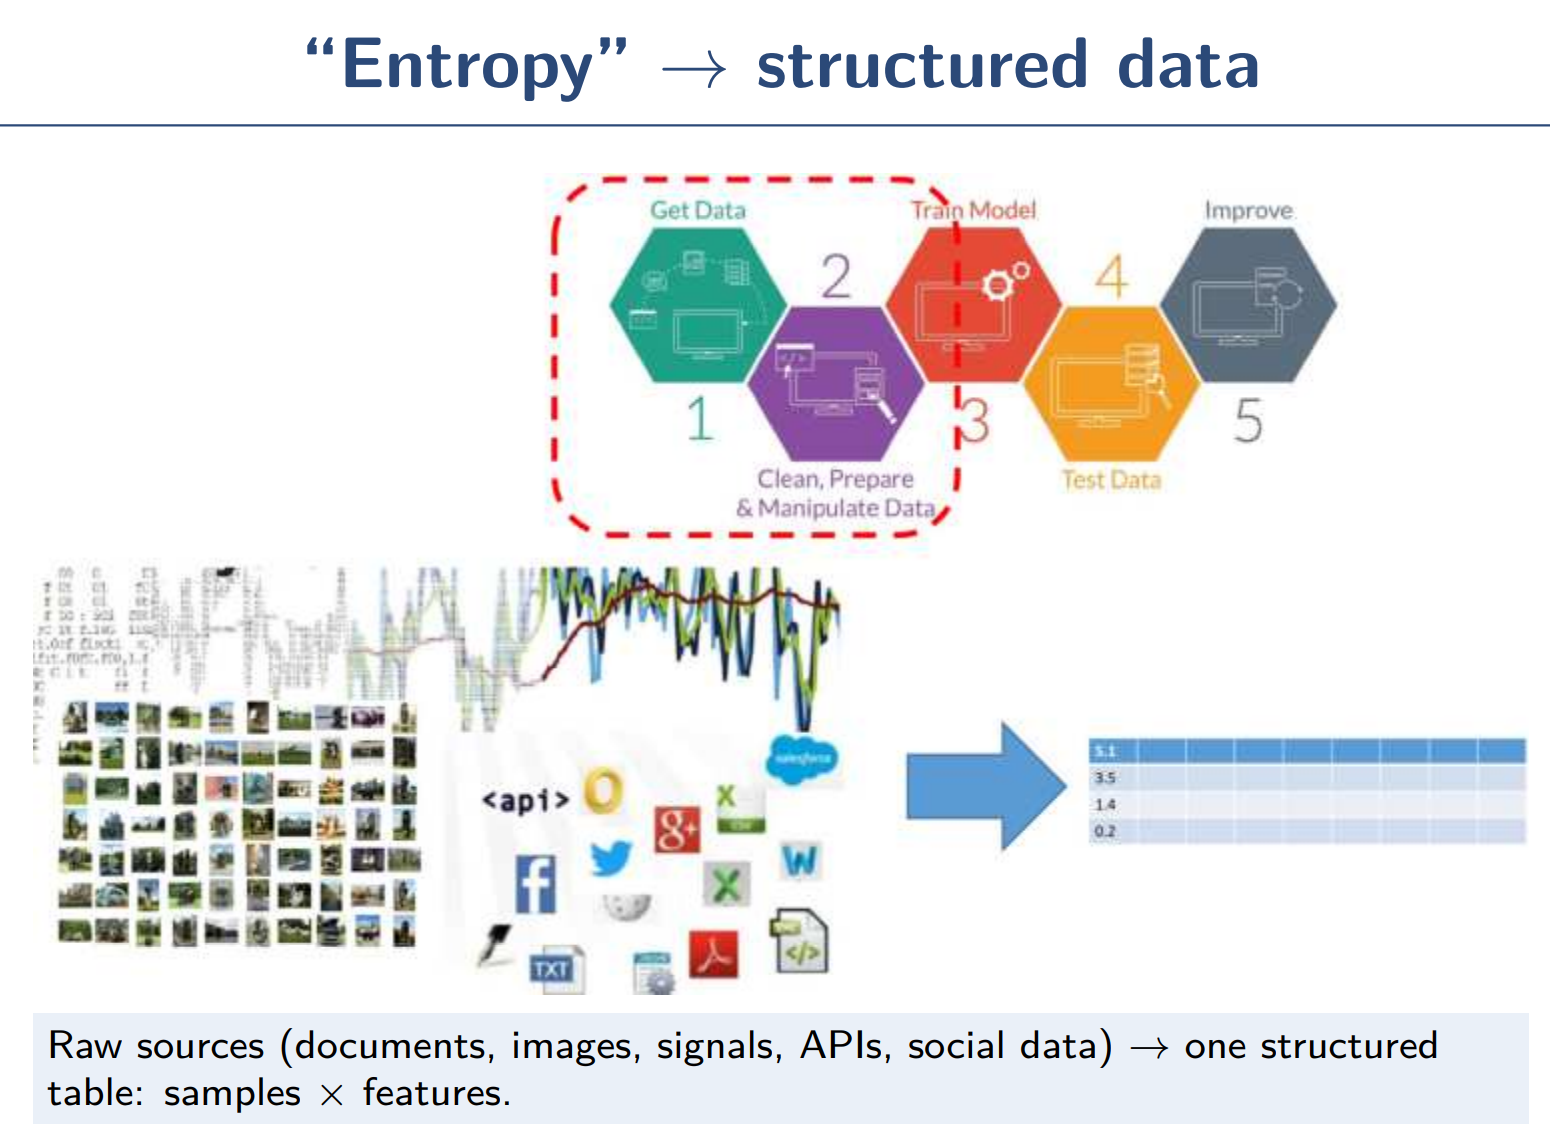 “Entropy” → structured data
Get Data
Train Model
Improve
2
4
1
3
5
Clean, Prepare
& Manipulate Data
Test Data
salesforce
<api>
g+
X
f
W
X
TXT
</>
5.1
3.5
1.4
0.2
Raw sources (documents, images, signals, APIs, social data) → one structured
table: samples × features.